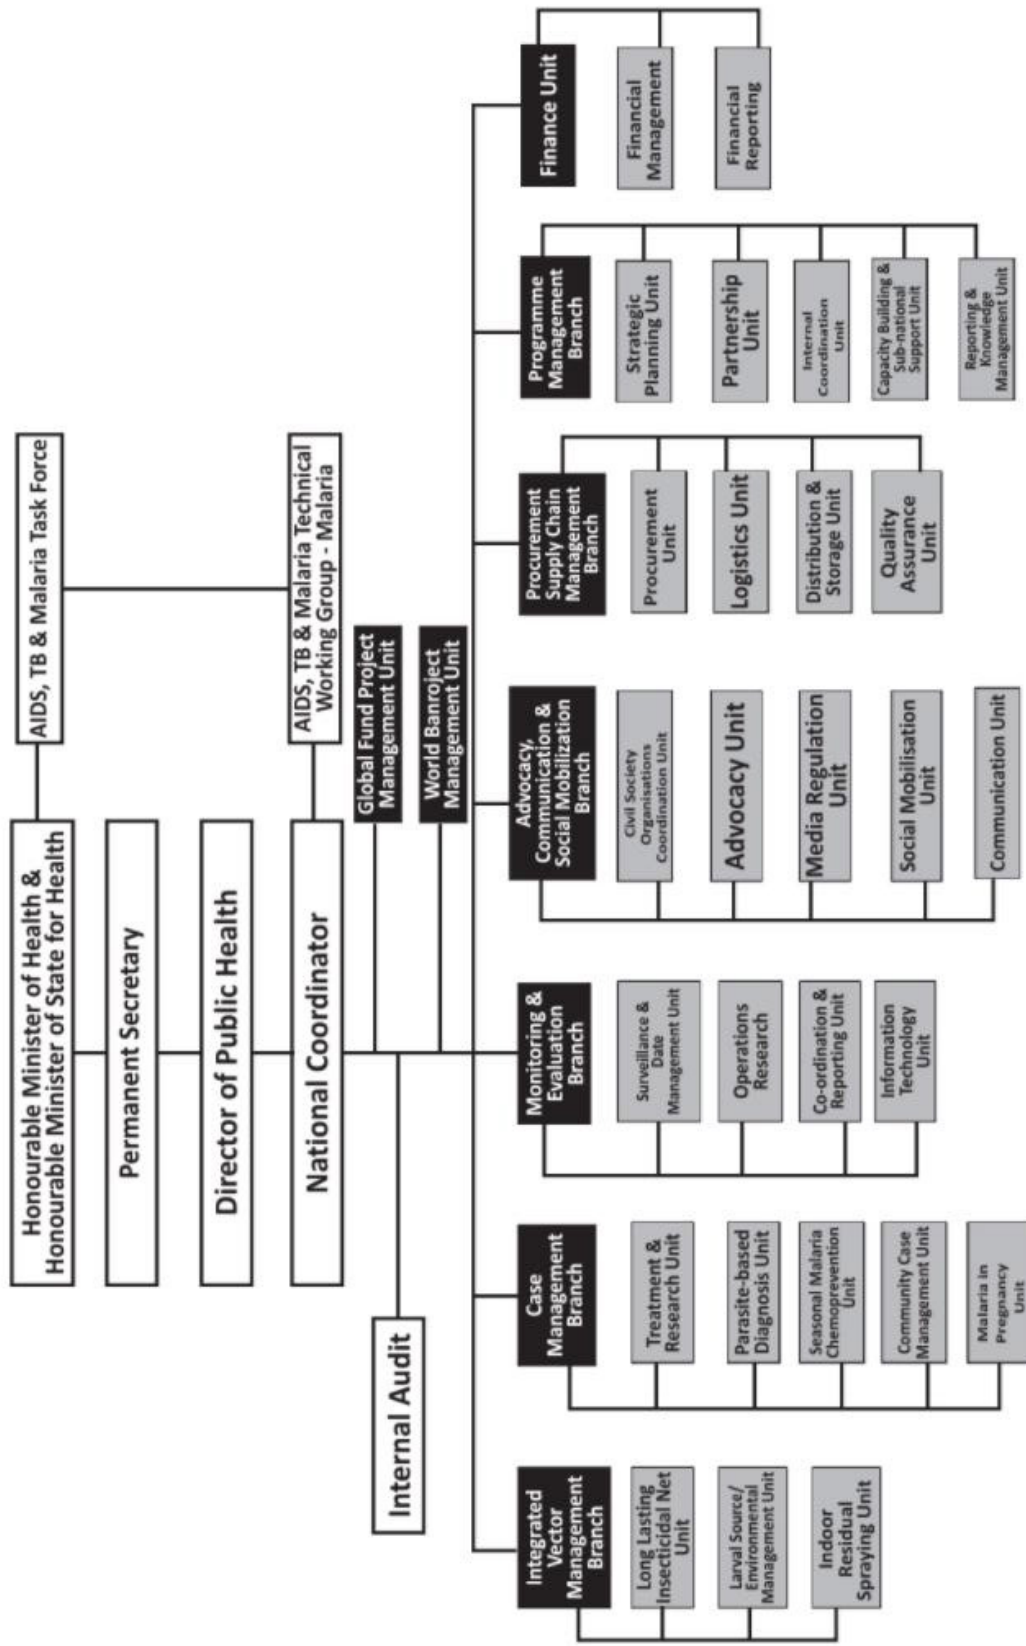 Honourable Minister of Health &
Honourable Minister of State for Health
AIDS, TB & Malaria Task Force
Permanent Secretary
Director of Public Health
National Coordinator
AIDS, TB & Malaria Technical
Working Group - Malaria
Internal Audit
Global Fund Project
Management Unit
World Banroject
Management Unit
Integrated
Vector
Management
Branch
Long Lasting
Insecticidal Net
Unit
Larval Source/
Environmental
Management Unit
Indoor
Residual
Spraying Unit
Case
Management
Branch
Treatment &
Research Unit
Parasite-based
Diagnosis Unit
Seasonal Malaria
Chemoprevention
Unit
Community Case
Management Unit
Malaria in
Pregnancy
Unit
Monitoring &
Evaluation
Branch
Surveillance &
Date
Management Unit
Operations
Research
Co-ordination &
Reporting Unit
Information
Technology
Unit
Advocacy,
Communication &
Social Mobilization
Branch
Civil Society
Organisations
Coordination Unit
Advocacy Unit
Media Regulation
Unit
Social Mobilisation
Unit
Communication Unit
Procurement
Supply Chain
Management
Branch
Procurement
Unit
Logistics Unit
Distribution &
Storage Unit
Quality
Assurance
Unit
Programme
Management
Branch
Strategic
Planning Unit
Partnership
Unit
Internal
Coordination
Unit
Capacity Building &
Sub-national
Support Unit
Reporting &
Knowledge
Management Unit
Finance Unit
Financial
Management
Financial
Reporting